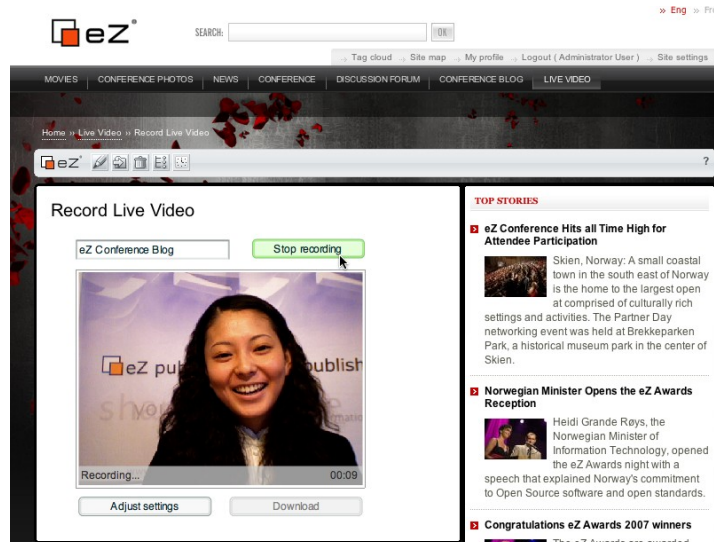 » Eng » Fr
eZ
SEARCH:
OK
Tag cloud
Site map
My profile
Logout ( Administrator User )
Site settings
MOVIES
CONFERENCE PHOTOS
NEWS
CONFERENCE
DISCUSSION FORUM
CONFERENCE BLOG
LIVE VIDEO
Home » Live Video » Record Live Video
eZ
?
Record Live Video
eZ Conference Blog
Stop recording
eZ pub
publish
Recording...
00:09
Adjust settings
Download
TOP STORIES
eZ Conference Hits all Time High for
Attendee Participation
Skien, Norway: A small coastal
town in the south east of Norway
is the home to the largest open
at comprised of culturally rich
settings and activities. The Partner Day
networking event was held at Brekkeparken
Park, a historical museum park in the center of
Skien.
Norwegian Minister Opens the eZ Awards
Reception
Heidi Grande Røys, the
Norwegian Minister of
Information Technology, opened
the eZ Awards night with a
speech that explained Norway's commitment
to Open Source software and open standards.
Congratulations eZ Awards 2007 winners
The eZ Awards are awarded